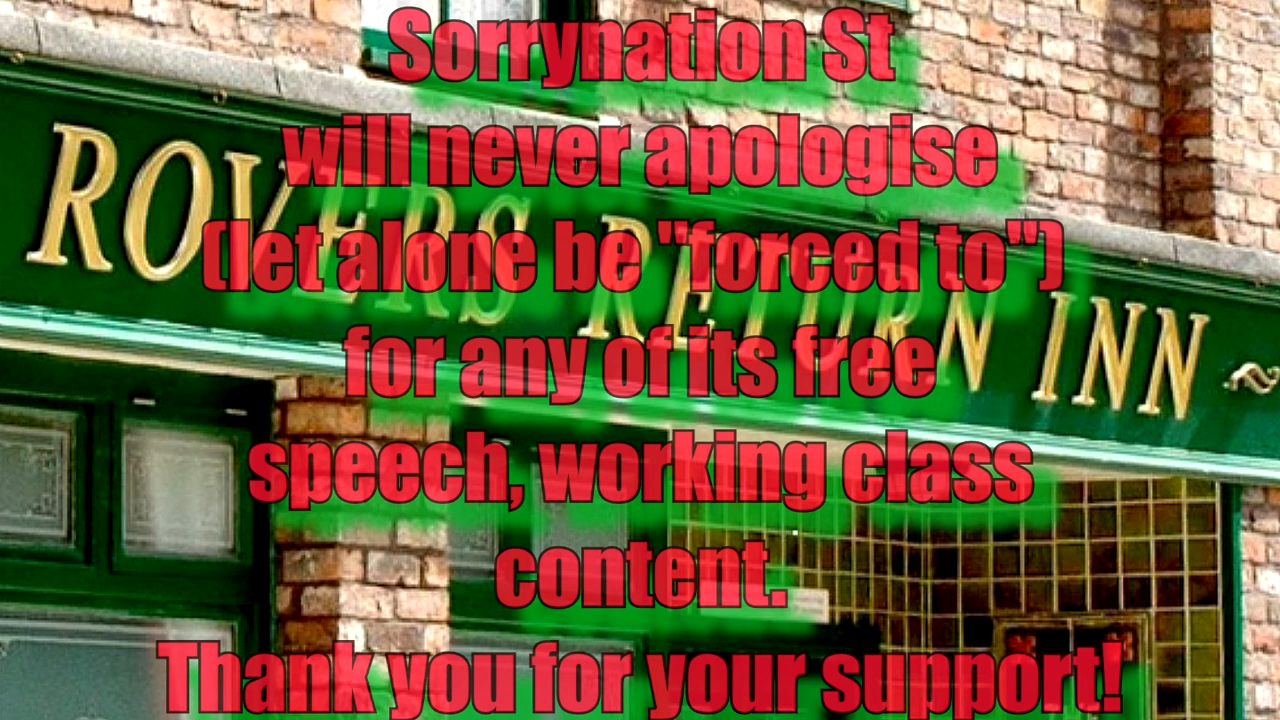 Sorrynation St
will never apologise
ROVERS RETURN INN
(let alone be "forced to")
for any of its free
speech, working class
content.
Thank you for your support!